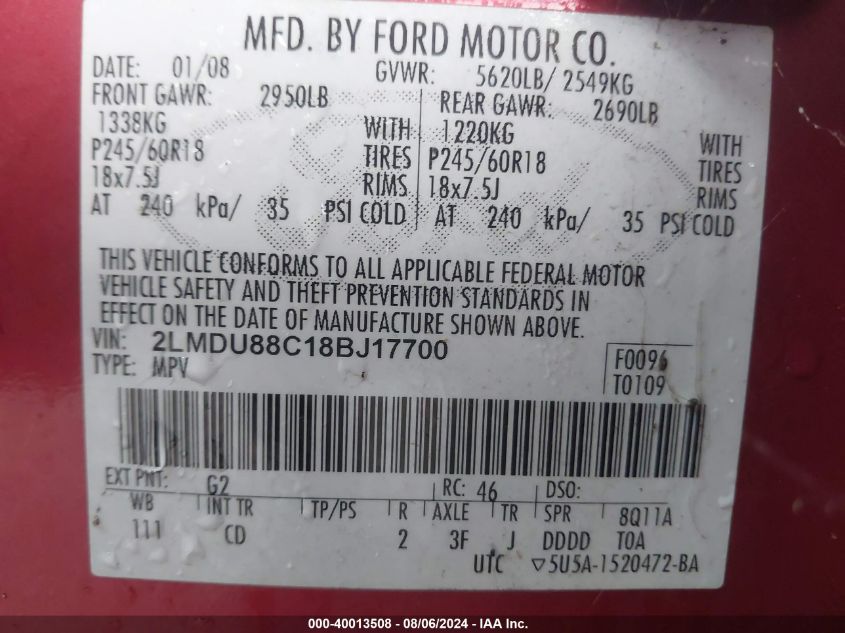 MFD. BY FORD MOTOR CO.
DATE: 01/08 GVWR: 5620LB/ 2549KG
FRONT GAWR: 2950LB REAR GAWR: 2690LB
1338KG WITH 1220KG WITH
P245/60R18 TIRES P245/60R18 TIRES
18x7.5J RIMS 18x7.5J RIMS
AT 240 kPa/ 35 PSI COLD AT 240 kPa/ 35 PSI COLD
THIS VEHICLE CONFORMS TO ALL APPLICABLE FEDERAL MOTOR
VEHICLE SAFETY AND THEFT PREVENTION STANDARDS IN
EFFECT ON THE DATE OF MANUFACTURE SHOWN ABOVE.
VIN: 2LMDU88C18BJ17700 F0096
TYPE: MPV T0109
EXT PNT: G2 RC: 46 DSO:
WB INT TR TP/PS R AXLE TR SPR 8Q11A
111 CD 2 3F J DDDD TOA
UTC ▽5U5A-1520472-BA
000-40013508 - 08/06/2024 - IAA Inc.